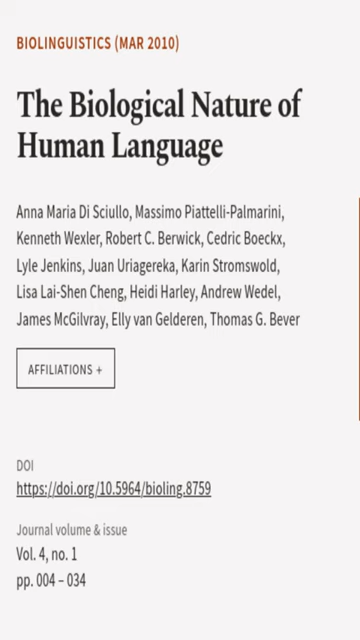 BIOLINGUISTICS (MAR 2010)
The Biological Nature of
Human Language
Anna Maria Di Sciullo, Massimo Piattelli-Palmarini,
Kenneth Wexler, Robert C. Berwick, Cedric Boeckx,
Lyle Jenkins, Juan Uriagereka, Karin Stromswold,
Lisa Lai-Shen Cheng, Heidi Harley, Andrew Wedel,
James McGilvray, Elly van Gelderen, Thomas G. Bever
AFFILIATIONS +
DOI
https://doi.org/10.5964/bioling.8759
Journal volume & issue
Vol. 4, no. 1
pp. 004 – 034